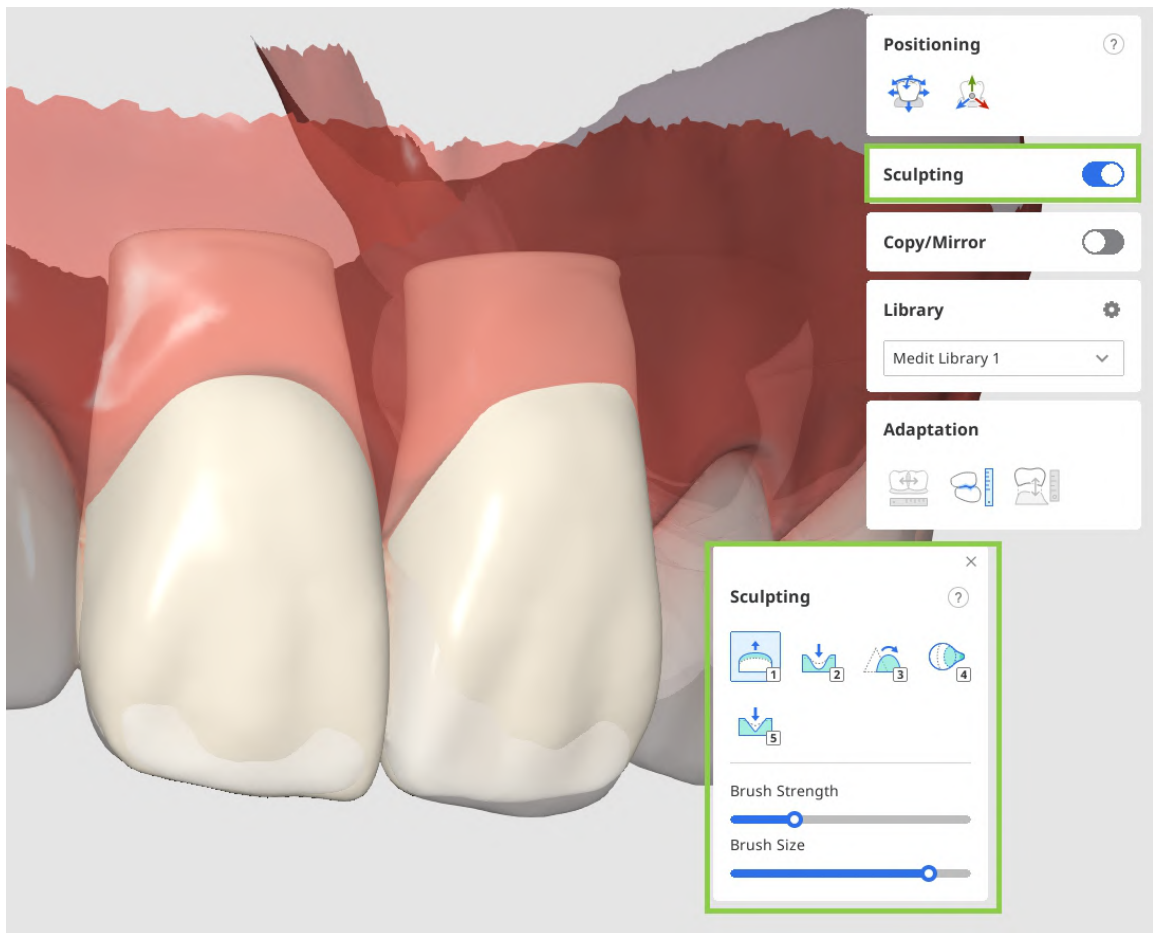 Positioning
?
Sculpting
Copy/Mirror
Library
Medit Library 1
Adaptation
Sculpting
?
1
2
3
4
5
Brush Strength
Brush Size